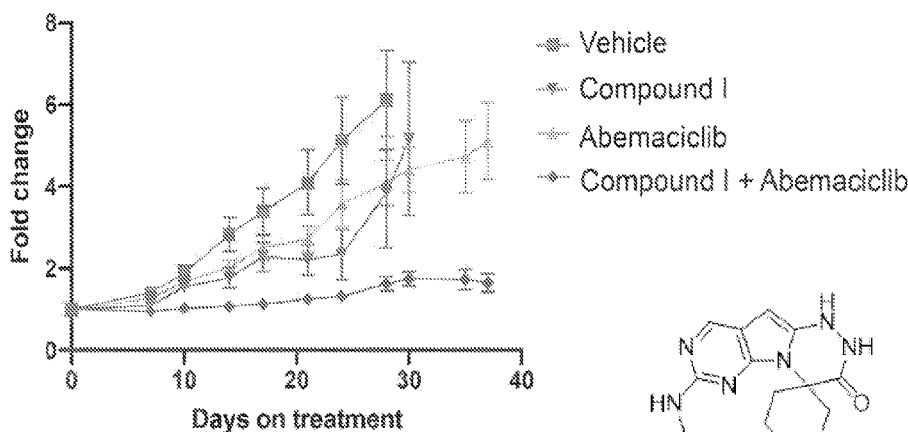 8
6
4
2
0
Fold change
0
10
20
30
40
Days on treatment
Vehicle
Compound I
Abemaciclib
Compound I + Abemaciclib
H
N
N
NH
N
N
O
HN